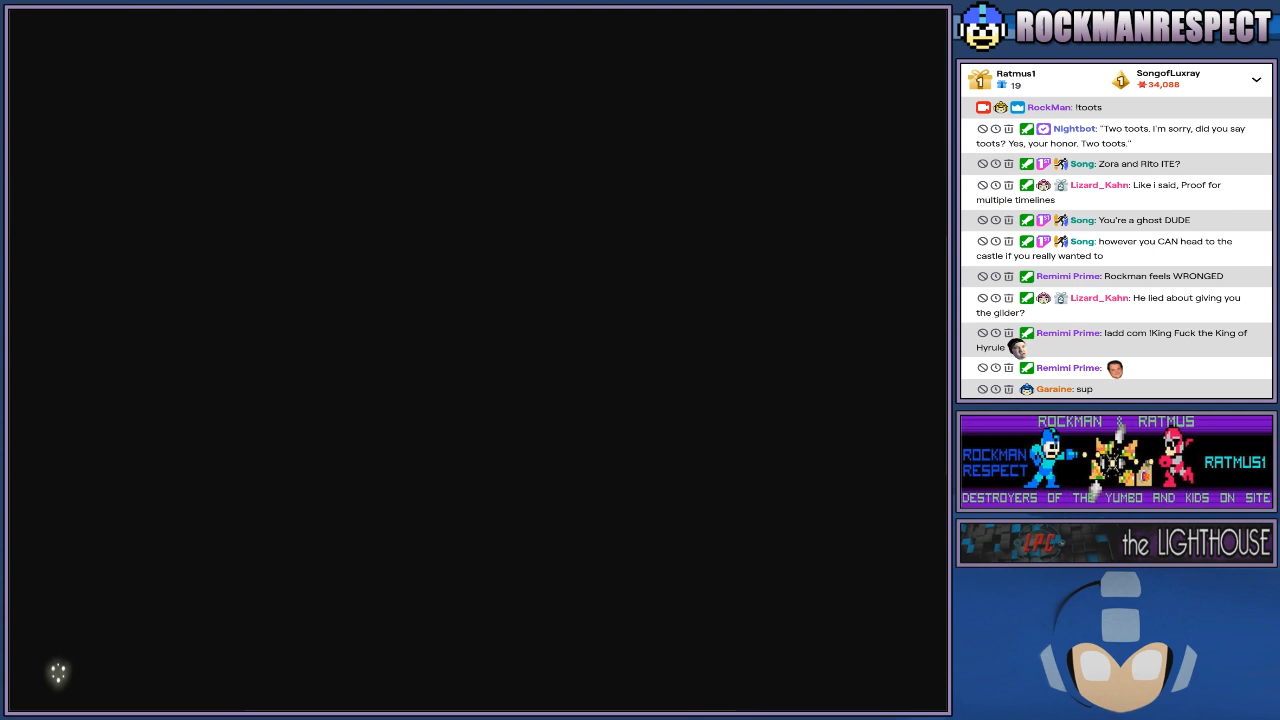 ROCKMANRESPECT
Ratmus1
19
SongofLuxray
34,088
RockMan: !toots
Nightbot: "Two toots. I'm sorry, did you say
toots? Yes, your honor. Two toots."
Song: Zora and Rito ITE?
Lizard_Kahn: Like i said, Proof for
multiple timelines
Song: You're a ghost DUDE
Song: however you CAN head to the
castle if you really wanted to
Remimi Prime: Rockman feels WRONGED
Lizard_Kahn: He lied about giving you
the glider?
Remimi Prime: !add com !King Fuck the King of
Hyrule
Remimi Prime:
Garaine: sup
ROCKMAN & RATMUS
ROCKMAN
RESPECT
RATMUS1
DESTROYERS OF THE YUMBO AND KIDS ON SITE
LPC
the LIGHTHOUSE